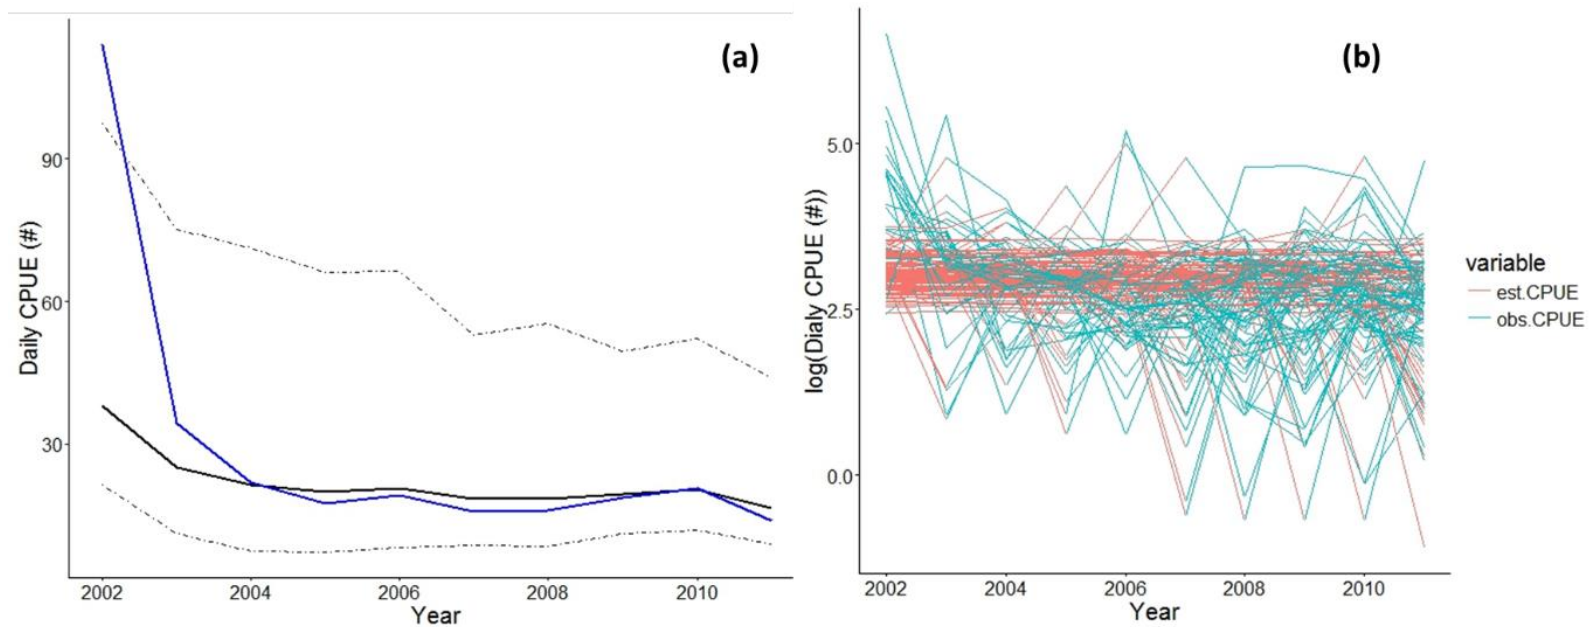 (a)
Daily CPUE (#)
90
60
30
2002
2004
2006
2008
2010
Year
(b)
log(Dialy CPUE (#))
5.0
2.5
0.0
2002
2004
2006
2008
2010
Year
variable
est.CPUE
obs.CPUE